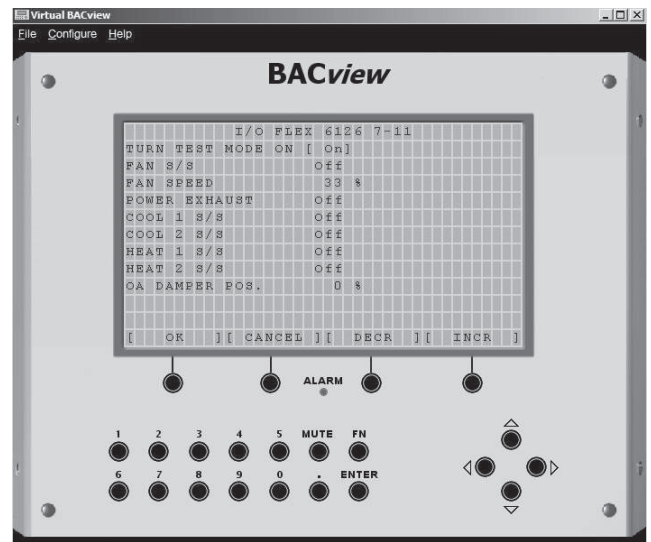 Virtual BACview
File Configure Help
BACview
I/O FLEX 6126 7-11
TURN TEST MODE ON [ On]
FAN S/S Off
FAN SPEED 33 %
POWER EXHAUST Off
COOL 1 S/S Off
COOL 2 S/S Off
HEAT 1 S/S Off
HEAT 2 S/S Off
OA DAMPER POS. 0 %
[ OK ][ CANCEL ][ DECR ][ INCR ]
ALARM
1 2 3 4 5 MUTE FN
6 7 8 9 0 . ENTER